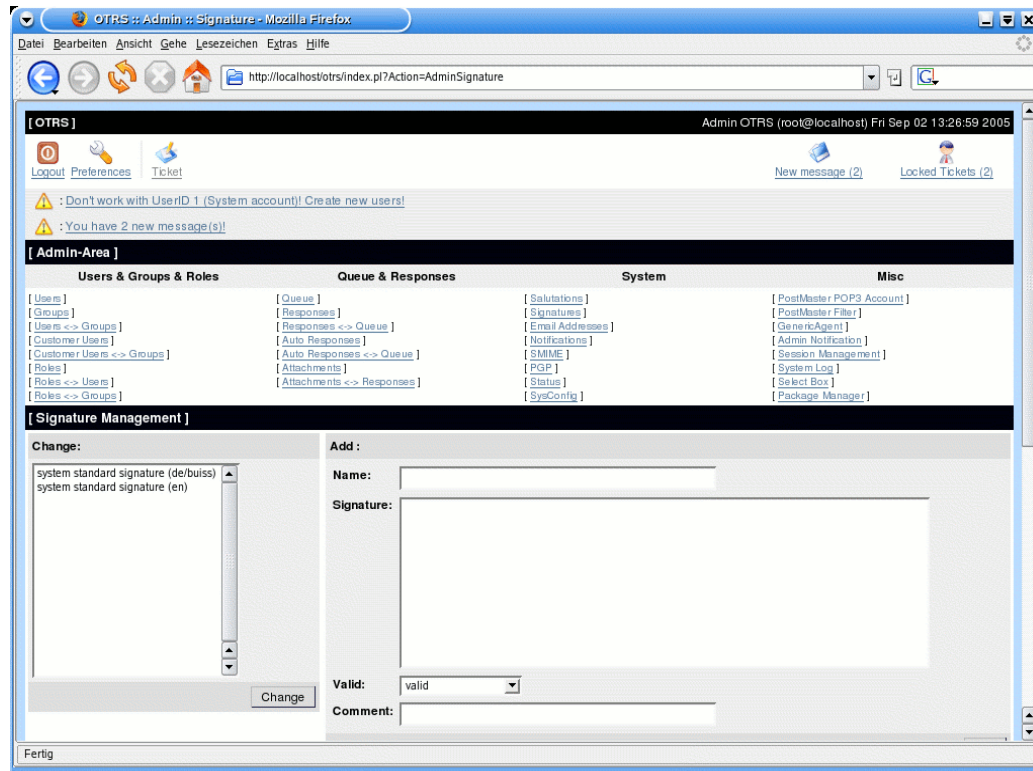 OTRS :: Admin :: Signature - Mozilla Firefox
Datei Bearbeiten Ansicht Gehe Lesezeichen Extras Hilfe
http://localhost/otrs/index.pl?Action=AdminSignature
G
[ OTRS ] Admin OTRS (root@localhost) Fri Sep 02 13:26:59 2005
Logout Preferences Ticket New message (2) Locked Tickets (2)
: Don't work with UserID 1 (System account)! Create new users!
: You have 2 new message(s)!
[ Admin-Area ]
Users & Groups & Roles Queue & Responses System Misc
[ Users ] [ Queue ] [ Salutations ] [ PostMaster POP3 Account ]
[ Groups ] [ Responses ] [ Signatures ] [ PostMaster Filter ]
[ Users <-> Groups ] [ Responses <-> Queue ] [ Email Addresses ] [ GenericAgent ]
[ Customer Users ] [ Auto Responses ] [ Notifications ] [ Admin Notification ]
[ Customer Users <-> Groups ] [ Auto Responses <-> Queue ] [ SMIME ] [ Session Management ]
[ Roles ] [ Attachments ] [ PGP ] [ System Log ]
[ Roles <-> Users ] [ Attachments <-> Responses ] [ Status ] [ Select Box ]
[ Roles <-> Groups ] [ SysConfig ] [ Package Manager ]
[ Signature Management ]
Change: Add :
system standard signature (de/buiss)
system standard signature (en)
Name:
Signature:
Valid: valid
Change
Comment:
Fertig